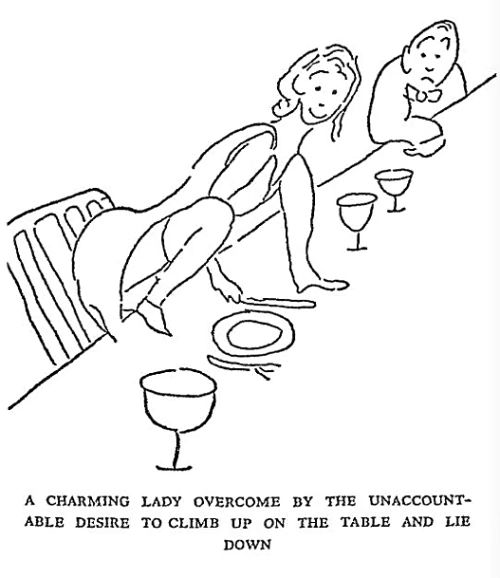 A CHARMING LADY OVERCOME BY THE UNACCOUNT-
ABLE DESIRE TO CLIMB UP ON THE TABLE AND LIE
DOWN